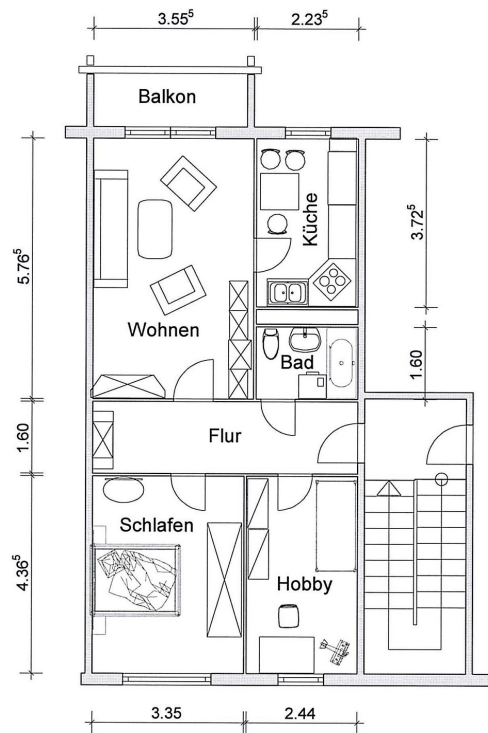 3.55⁵ 2.23⁵
Balkon
5.76⁵
Küche
3.72⁵
Wohnen
Bad
1.60
1.60
Flur
Schlafen
4.36⁵
Hobby
3.35 2.44